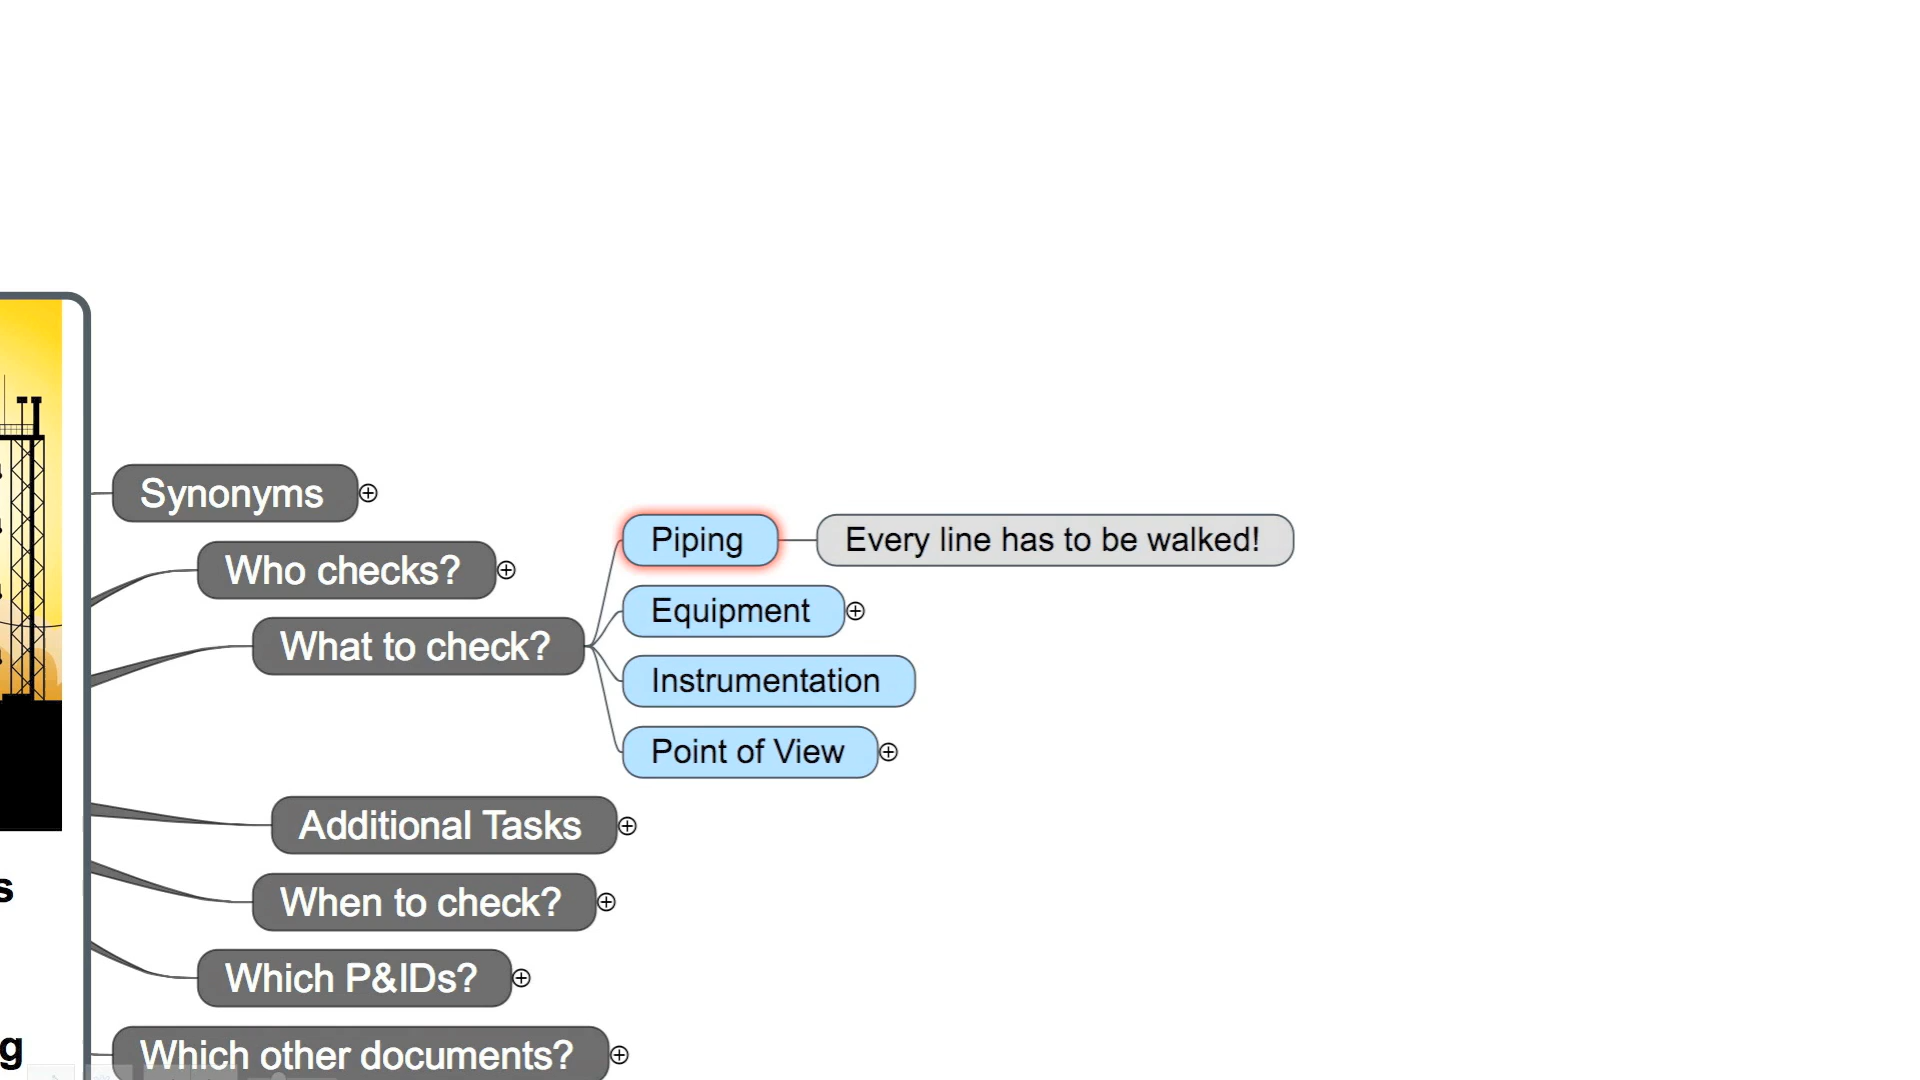 Synonyms
Who checks?
What to check?
Piping
Every line has to be walked!
Equipment
Instrumentation
Point of View
Additional Tasks
When to check?
Which P&IDs?
Which other documents?
s
g